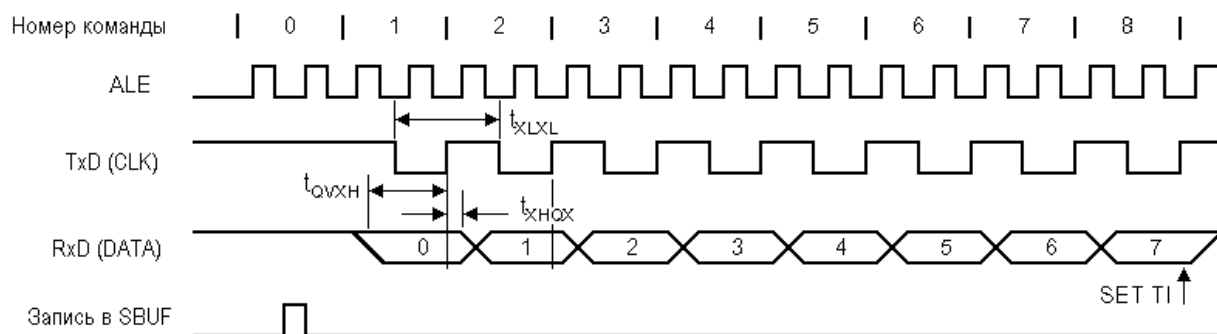 Номер команды | 0 | 1 | 2 | 3 | 4 | 5 | 6 | 7 | 8 |
ALE
tXLXL
TxD (CLK)
tQVXH
tXHQX
RxD (DATA) 0 1 2 3 4 5 6 7
SET TI
Запись в SBUF